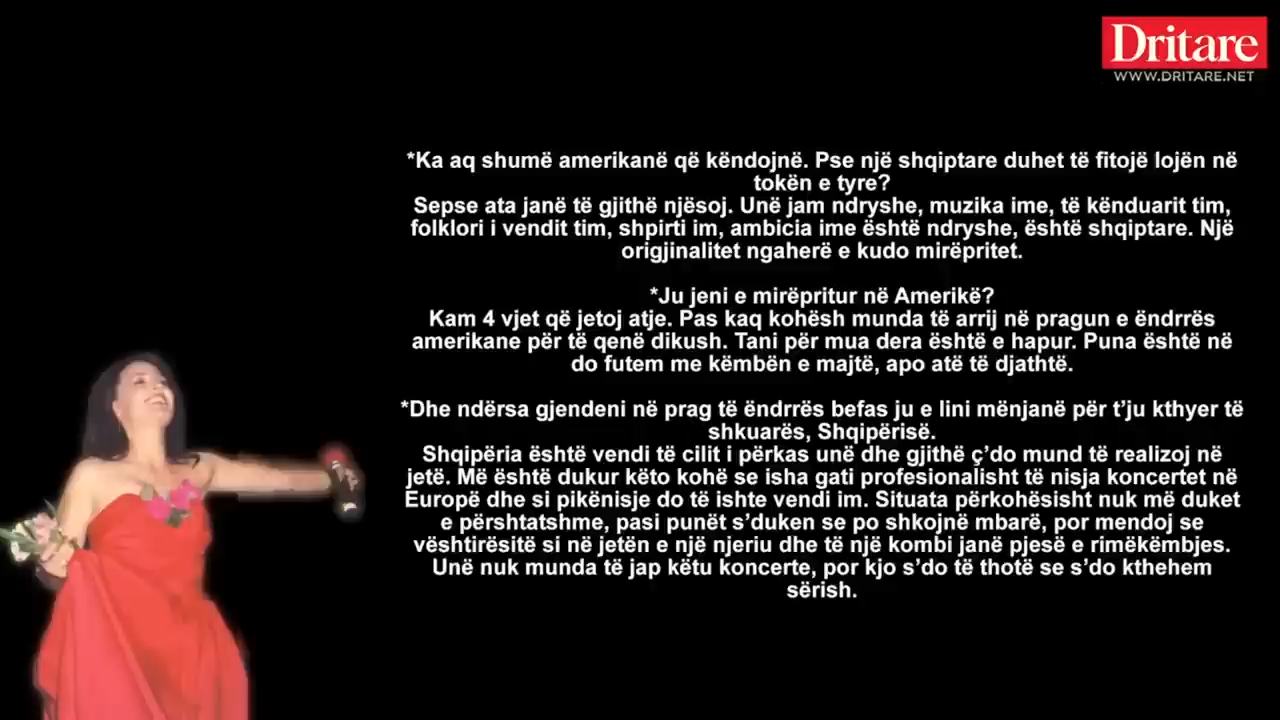 Dritare
WWW.DRITARE.NET
*Ka aq shumë amerikanë që këndojnë. Pse një shqiptare duhet të fitojë lojën në
tokën e tyre?
Sepse ata janë të gjithë njësoj. Unë jam ndryshe, muzika ime, të kënduarit tim,
folklori i vendit tim, shpirti im, ambicia ime është ndryshe, është shqiptare. Një
origjinalitet ngaherë e kudo mirëpritet.
*Ju jeni e mirëpritur në Amerikë?
Kam 4 vjet që jetoj atje. Pas kaq kohësh munda të arrij në pragun e ëndrrës
amerikane për të qenë dikush. Tani për mua dera është e hapur. Puna është në
do futem me këmbën e majtë, apo atë të djathtë.
*Dhe ndërsa gjendeni në prag të ëndrrës befas ju e lini mënjanë për t’ju kthyer të
shkuarës, Shqipërisë.
Shqipëria është vendi të cilit i përkas unë dhe gjithë ç’do mund të realizoj në
jetë. Më është dukur këto kohë se isha gati profesionalisht të nisja koncertet në
Europë dhe si pikënisje do të ishte vendi im. Situata përkohësisht nuk më duket
e përshtatshme, pasi punët s’duken se po shkojnë mbarë, por mendoj se
vështirësitë si në jetën e një njeriu dhe të një kombi janë pjesë e rimëkëmbjes.
Unë nuk munda të jap këtu koncerte, por kjo s’do të thotë se s’do kthehem
sërish.